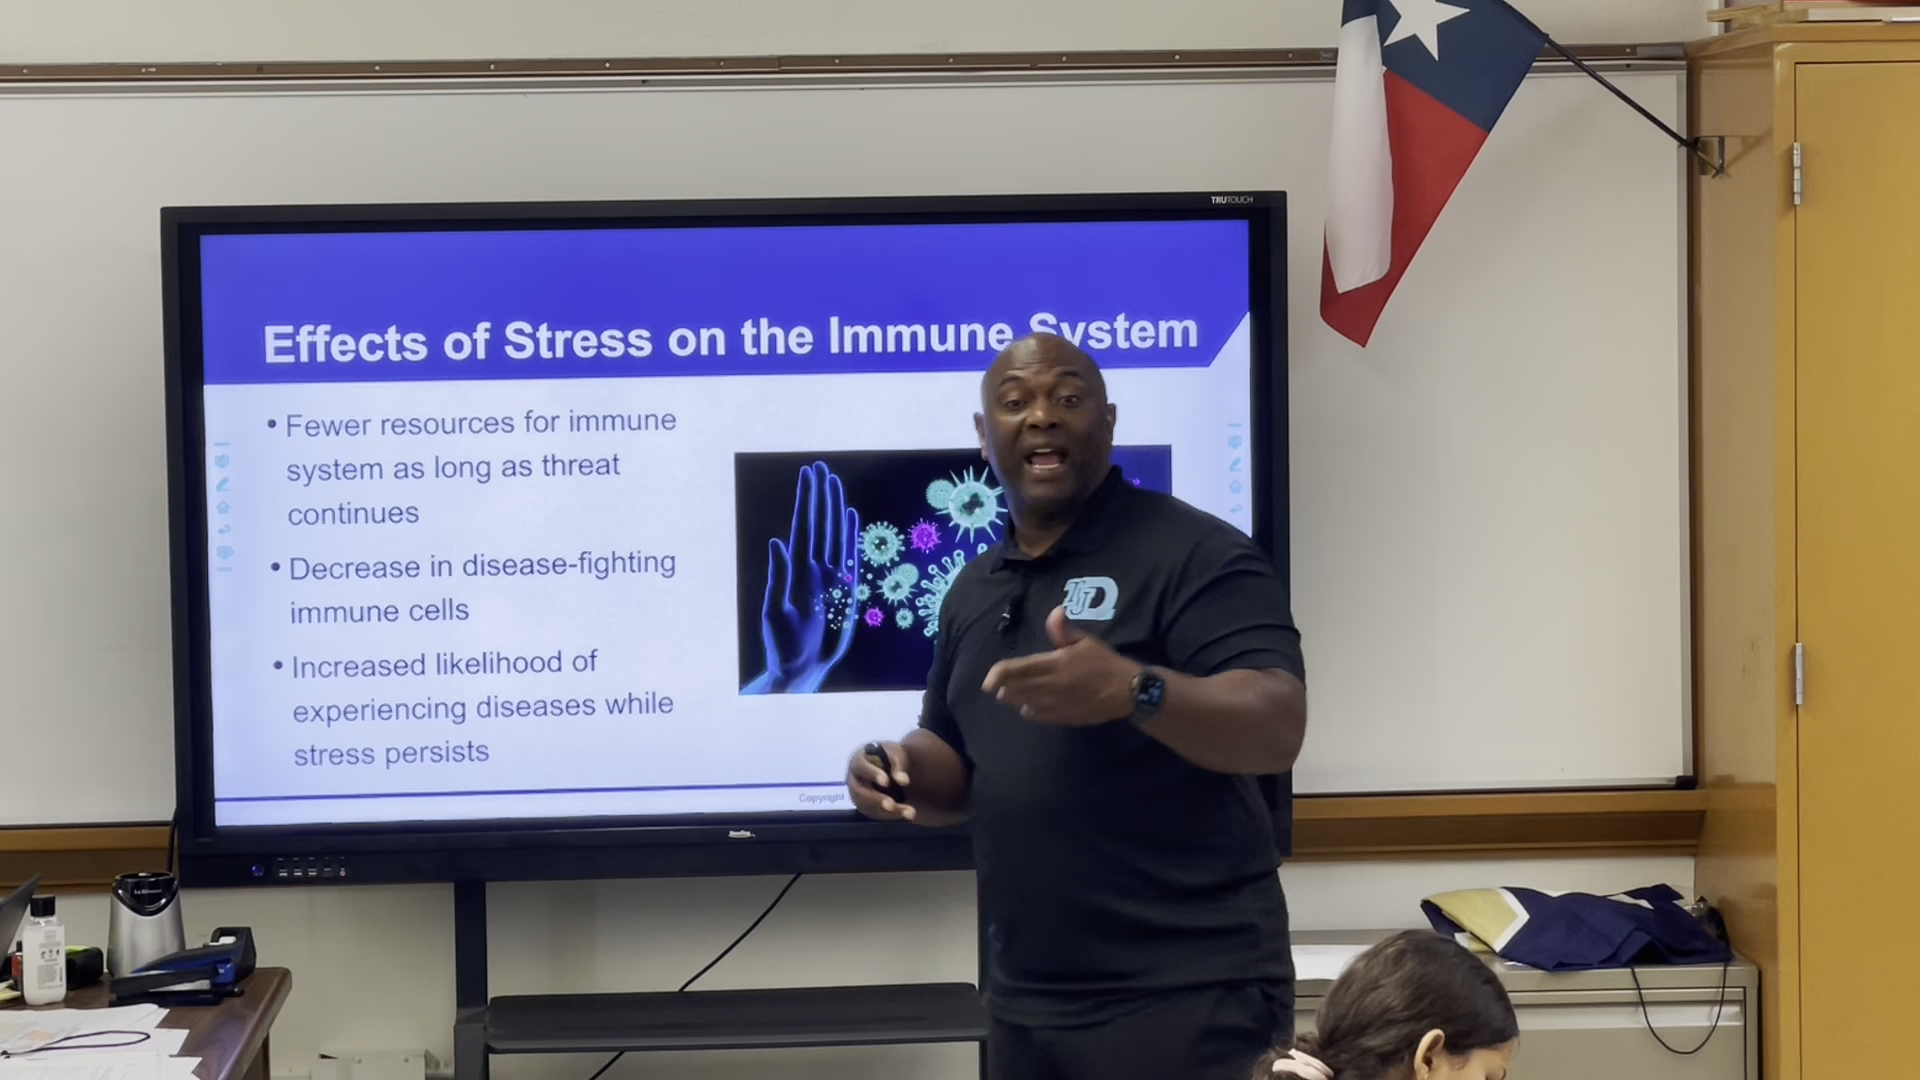 TRUTOUCH
Effects of Stress on the Immune System
• Fewer resources for immune
system as long as threat
continues
• Decrease in disease-fighting
immune cells
• Increased likelihood of
experiencing diseases while
stress persists
Copyright